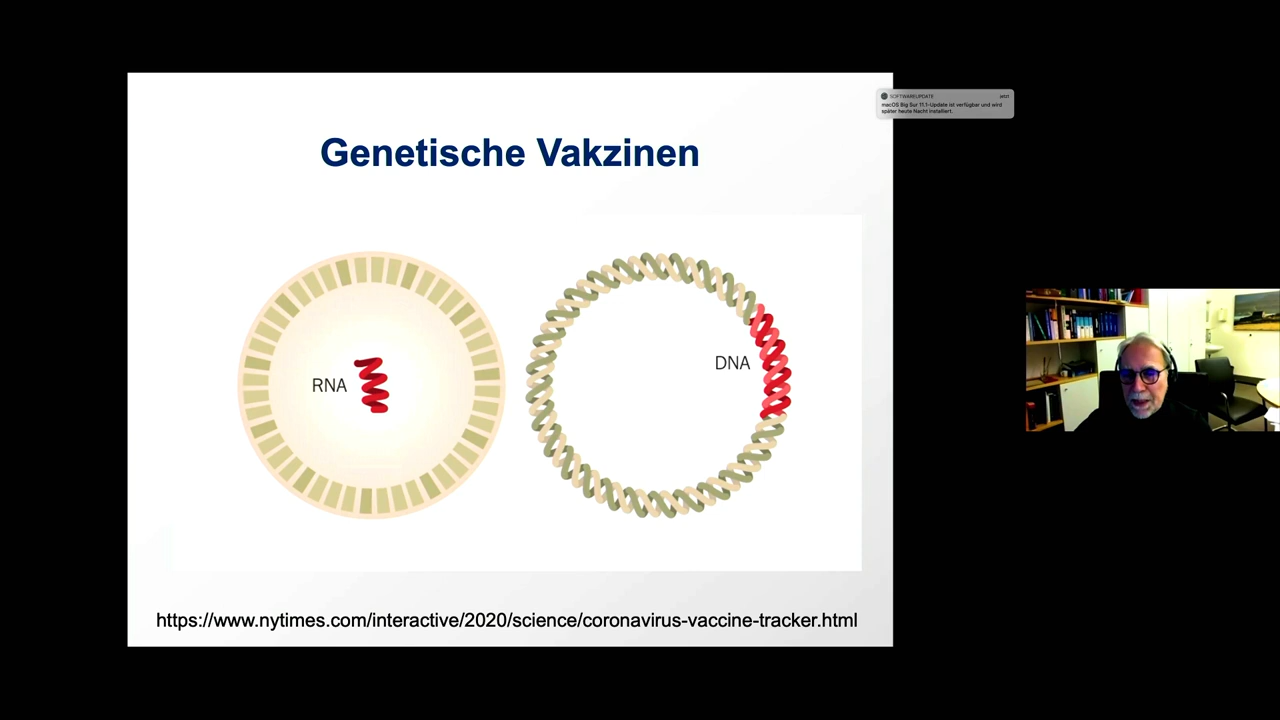 Genetische Vakzinen
SOFTWAREUPDATE
jetzt
macOS Big Sur 11.1-Update ist verfügbar und wird
später heute Nacht installiert.
RNA
DNA
https://www.nytimes.com/interactive/2020/science/coronavirus-vaccine-tracker.html